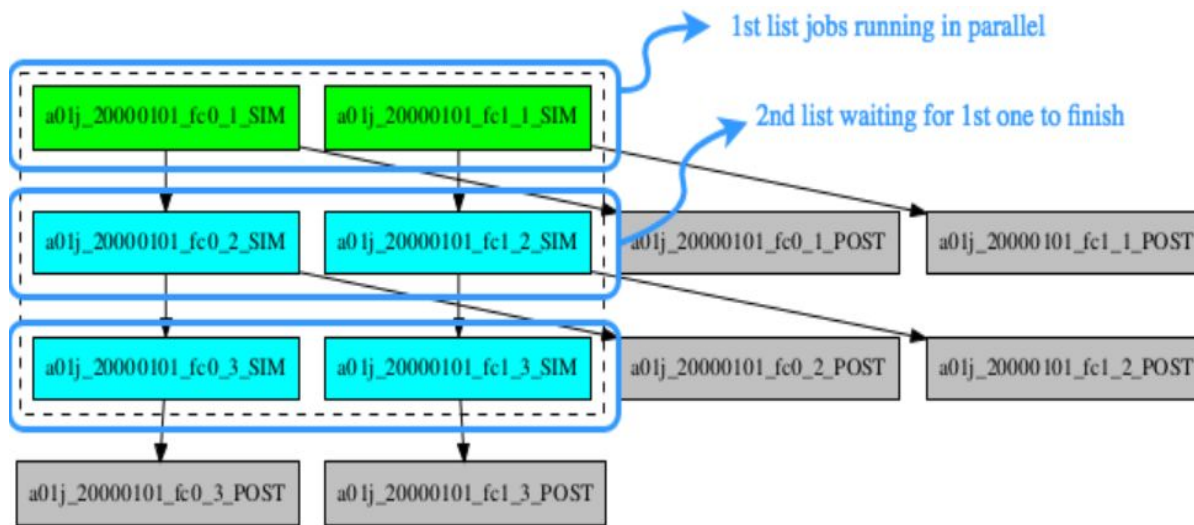 1st list jobs running in parallel
a01j_20000101_fc0_1_SIM
a01j_20000101_fc1_1_SIM
2nd list waiting for 1st one to finish
a01j_20000101_fc0_2_SIM
a01j_20000101_fc1_2_SIM
a01j_20000101_fc0_1_POST
a01j_20000101_fc1_1_POST
a01j_20000101_fc0_3_SIM
a01j_20000101_fc1_3_SIM
a01j_20000101_fc0_2_POST
a01j_20000101_fc1_2_POST
a01j_20000101_fc0_3_POST
a01j_20000101_fc1_3_POST